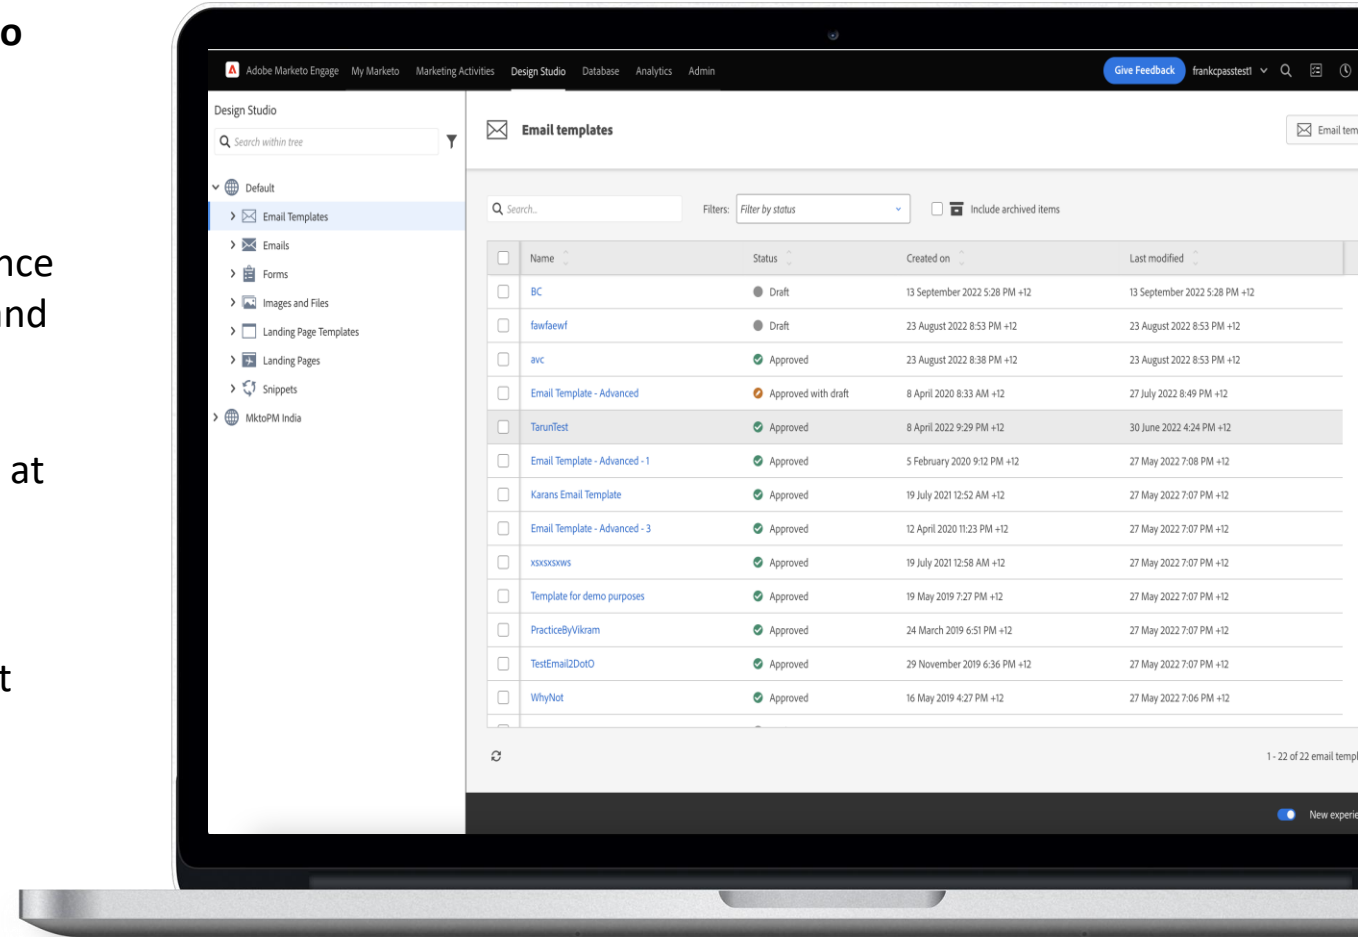 o
nce
and
at
t
Adobe Marketo Engage My Marketo Marketing Activities Design Studio Database Analytics Admin Give Feedback frankcpasstest1
Design Studio
Search within tree
Default
Email Templates
Emails
Forms
Images and Files
Landing Page Templates
Landing Pages
Snippets
MktoPM India
Email templates
Email tem
Search... Filters: Filter by status Include archived items
Name Status Created on Last modified
BC Draft 13 September 2022 5:28 PM +12 13 September 2022 5:28 PM +12
fawfaewf Draft 23 August 2022 8:53 PM +12 23 August 2022 8:53 PM +12
avc Approved 23 August 2022 8:38 PM +12 23 August 2022 8:53 PM +12
Email Template - Advanced Approved with draft 8 April 2020 8:33 AM +12 27 July 2022 8:49 PM +12
TarunTest Approved 8 April 2022 9:29 PM +12 30 June 2022 4:24 PM +12
Email Template - Advanced - 1 Approved 5 February 2020 9:12 PM +12 27 May 2022 7:08 PM +12
Karans Email Template Approved 19 July 2021 12:52 AM +12 27 May 2022 7:07 PM +12
Email Template - Advanced - 3 Approved 12 April 2020 11:23 PM +12 27 May 2022 7:07 PM +12
xsxsxsxws Approved 19 July 2021 12:58 AM +12 27 May 2022 7:07 PM +12
Template for demo purposes Approved 19 May 2019 7:27 PM +12 27 May 2022 7:07 PM +12
PracticeByVikram Approved 24 March 2019 6:51 PM +12 27 May 2022 7:07 PM +12
TestEmail2DotO Approved 29 November 2019 6:36 PM +12 27 May 2022 7:07 PM +12
WhyNot Approved 16 May 2019 4:27 PM +12 27 May 2022 7:06 PM +12
1 - 22 of 22 email templ
New experie